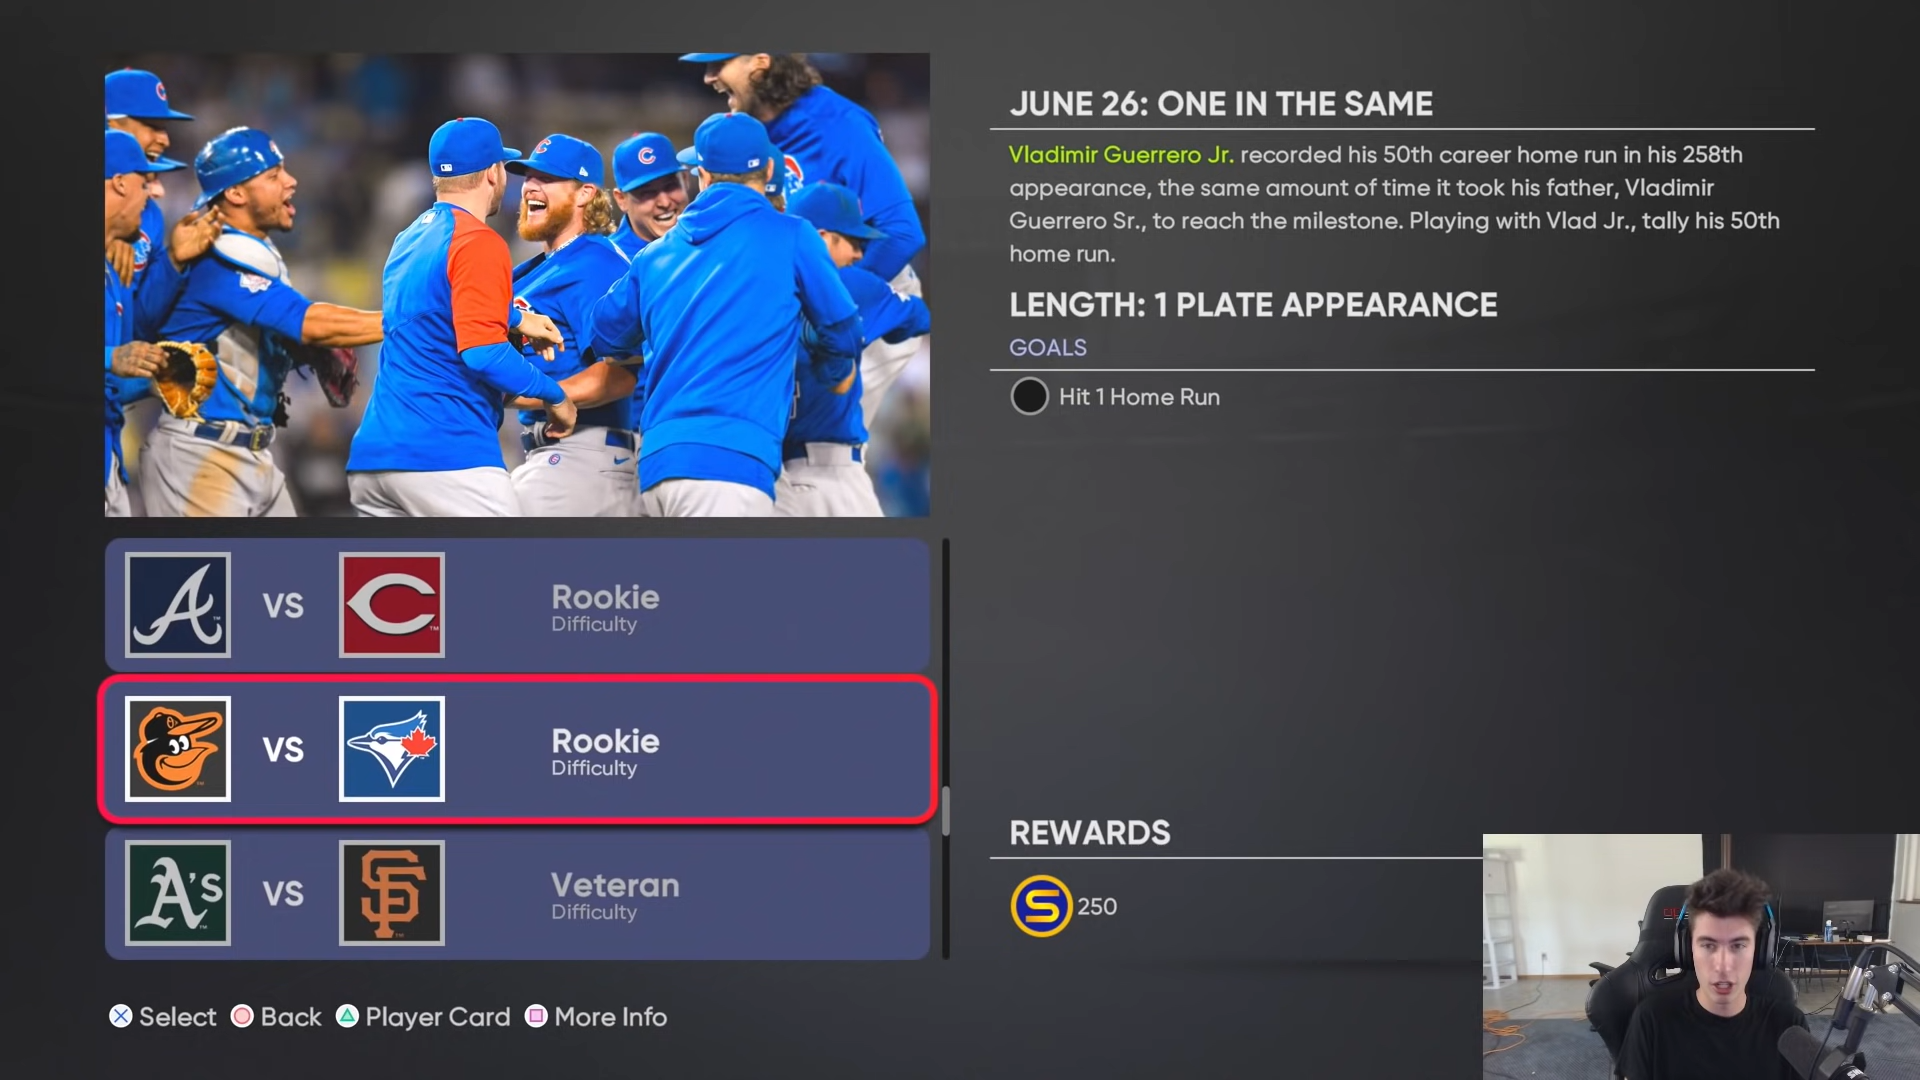 JUNE 26: ONE IN THE SAME
Vladimir Guerrero Jr. recorded his 50th career home run in his 258th
appearance, the same amount of time it took his father, Vladimir
Guerrero Sr., to reach the milestone. Playing with Vlad Jr., tally his 50th
home run.
LENGTH: 1 PLATE APPEARANCE
GOALS
Hit 1 Home Run
A VS C Rookie
Difficulty
VS Rookie
Difficulty
A's VS SF Veteran
Difficulty
REWARDS
S 250
Select Back Player Card More Info